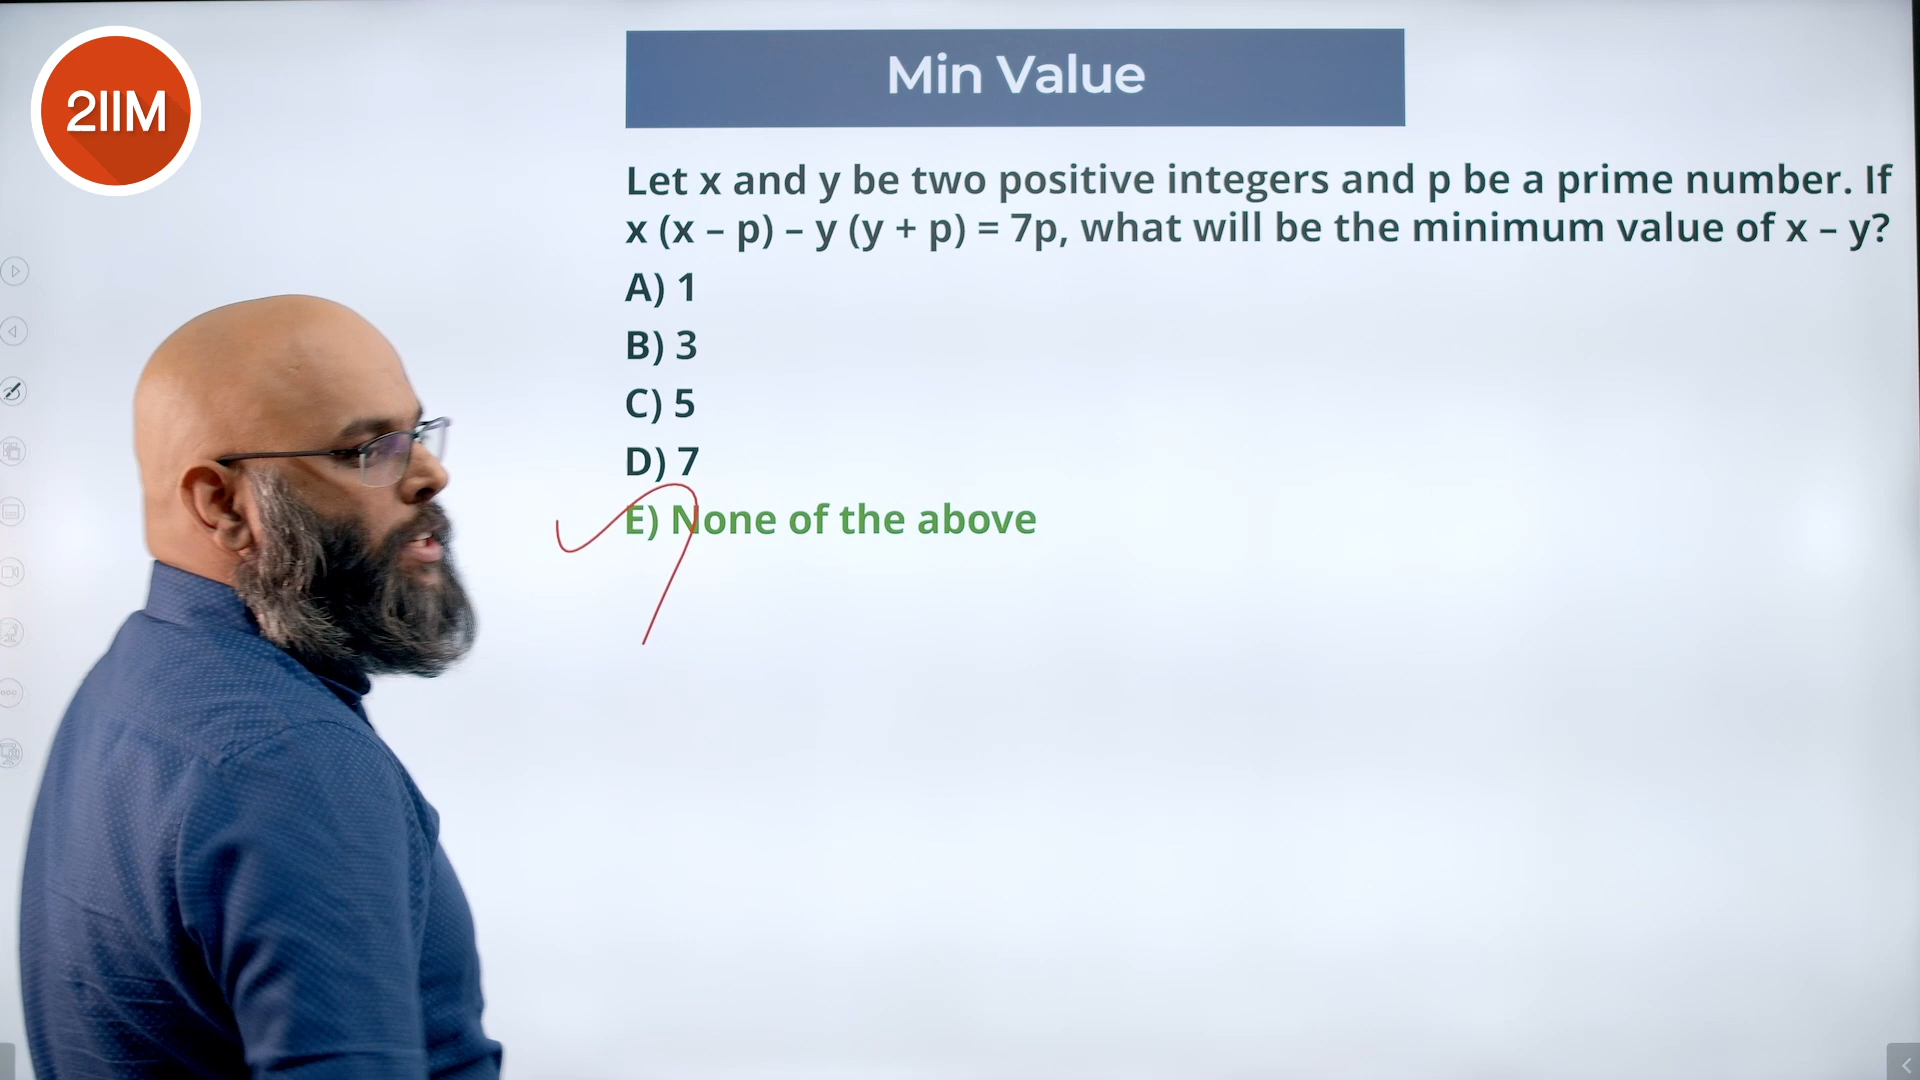 2IIM
Min Value
Let x and y be two positive integers and p be a prime number. If
x (x – p) – y (y + p) = 7p, what will be the minimum value of x – y?
A) 1
B) 3
C) 5
D) 7
E) None of the above